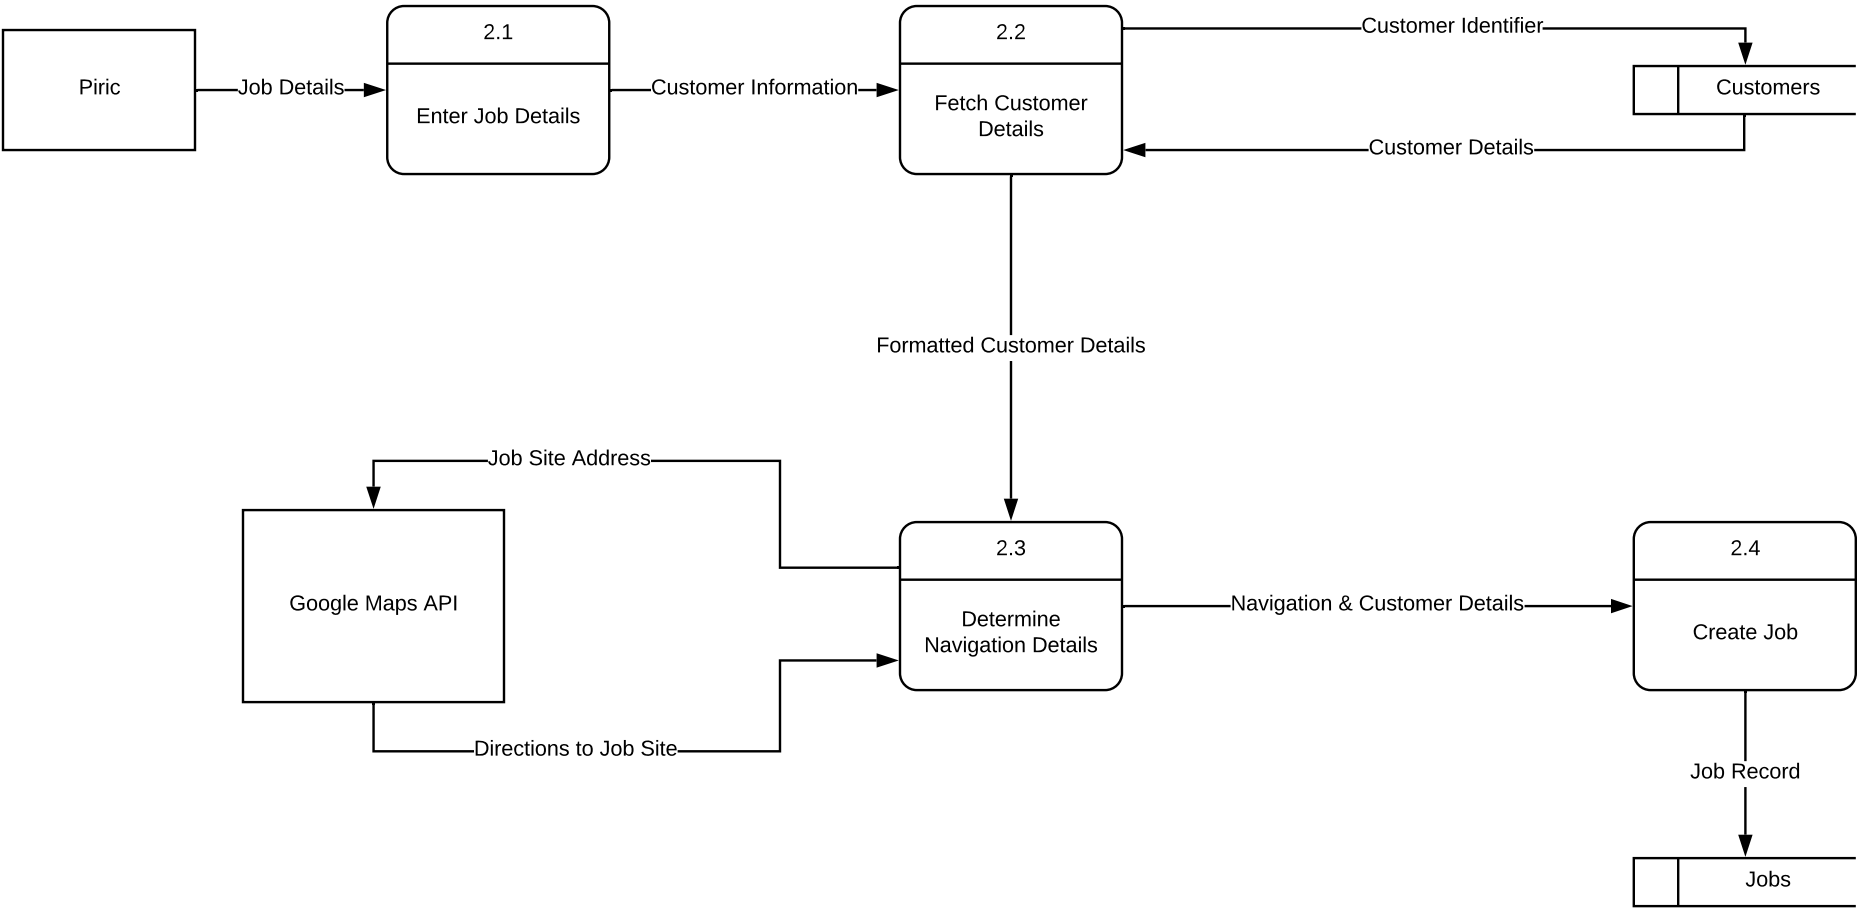 2.1
2.2
Customer Identifier
Piric
Job Details
Enter Job Details
Customer Information
Fetch Customer
Details
Customers
Customer Details
Formatted Customer Details
Job Site Address
Google Maps API
2.3
Determine
Navigation Details
Navigation & Customer Details
2.4
Create Job
Directions to Job Site
Job Record
Jobs